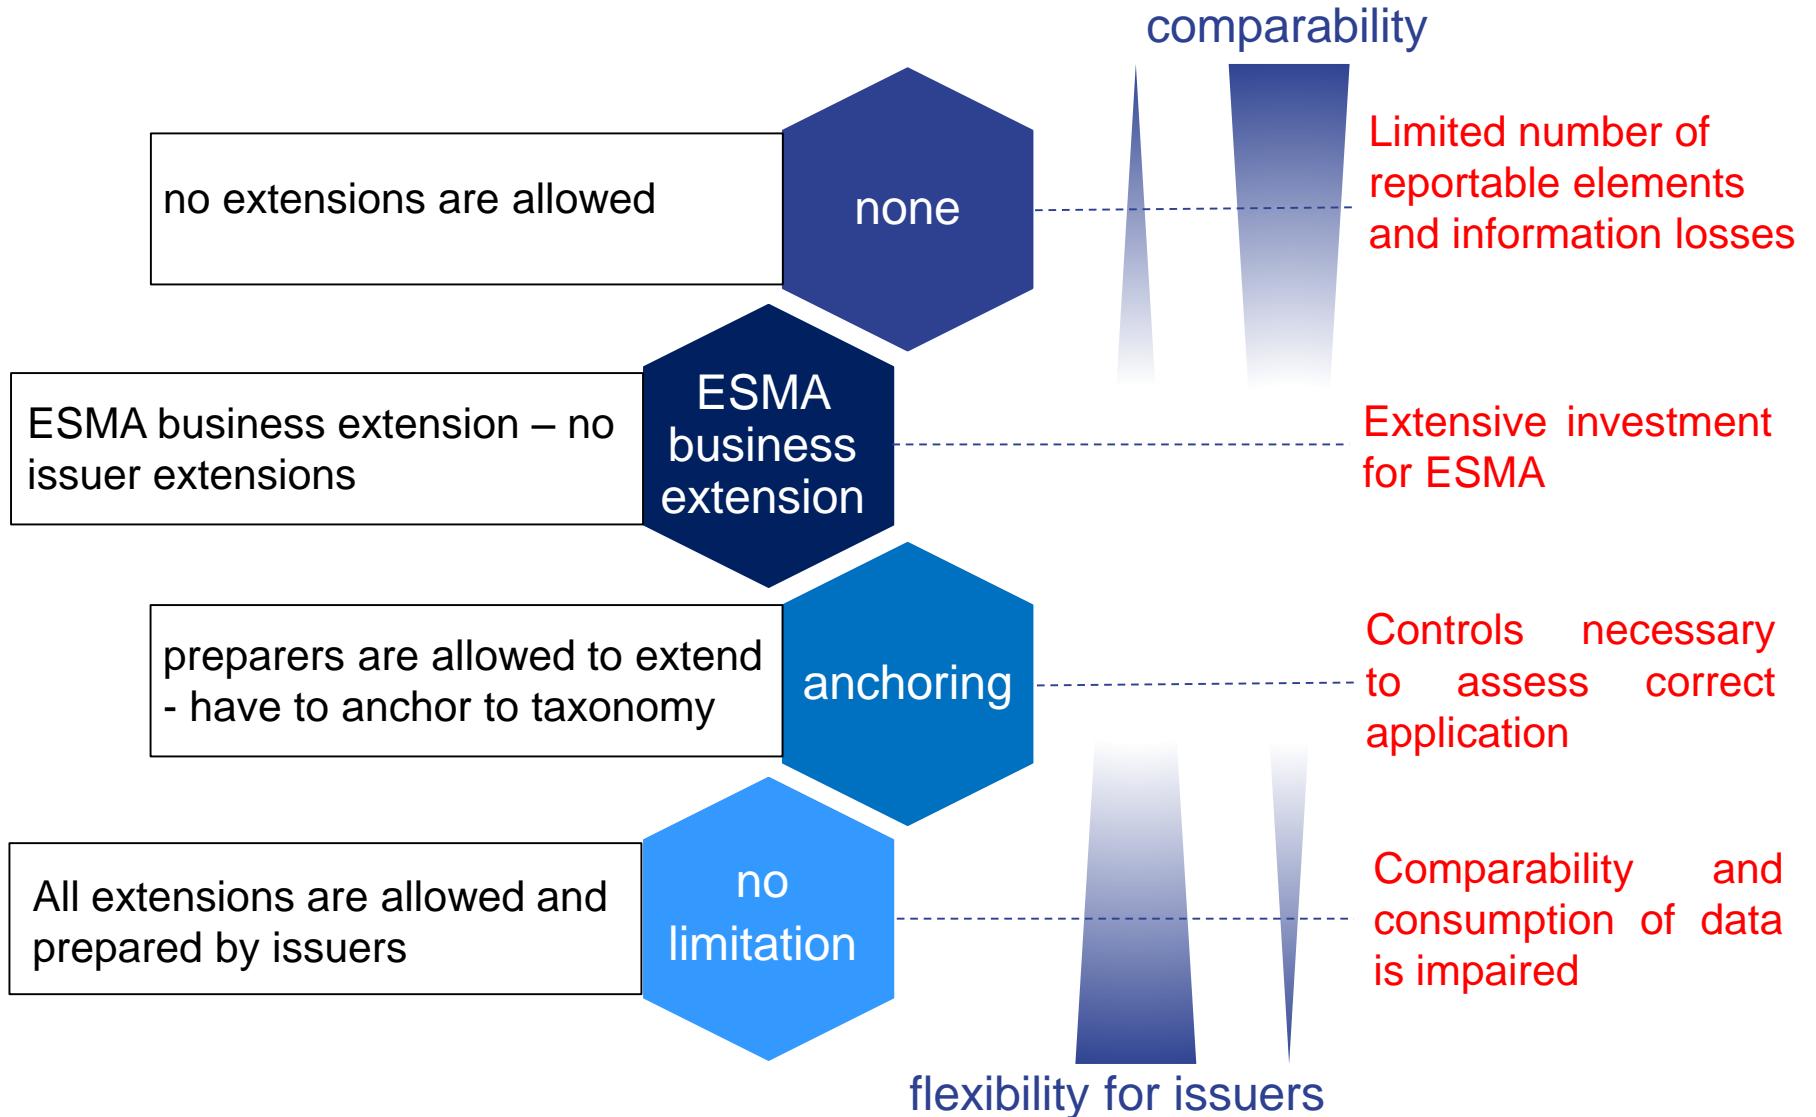 comparability
no extensions are allowed
none
Limited number of
reportable elements
and information losses
ESMA business extension – no
issuer extensions
ESMA
business
extension
Extensive investment
for ESMA
preparers are allowed to extend
- have to anchor to taxonomy
anchoring
Controls necessary
to assess correct
application
All extensions are allowed and
prepared by issuers
no
limitation
Comparability and
consumption of data
is impaired
flexibility for issuers